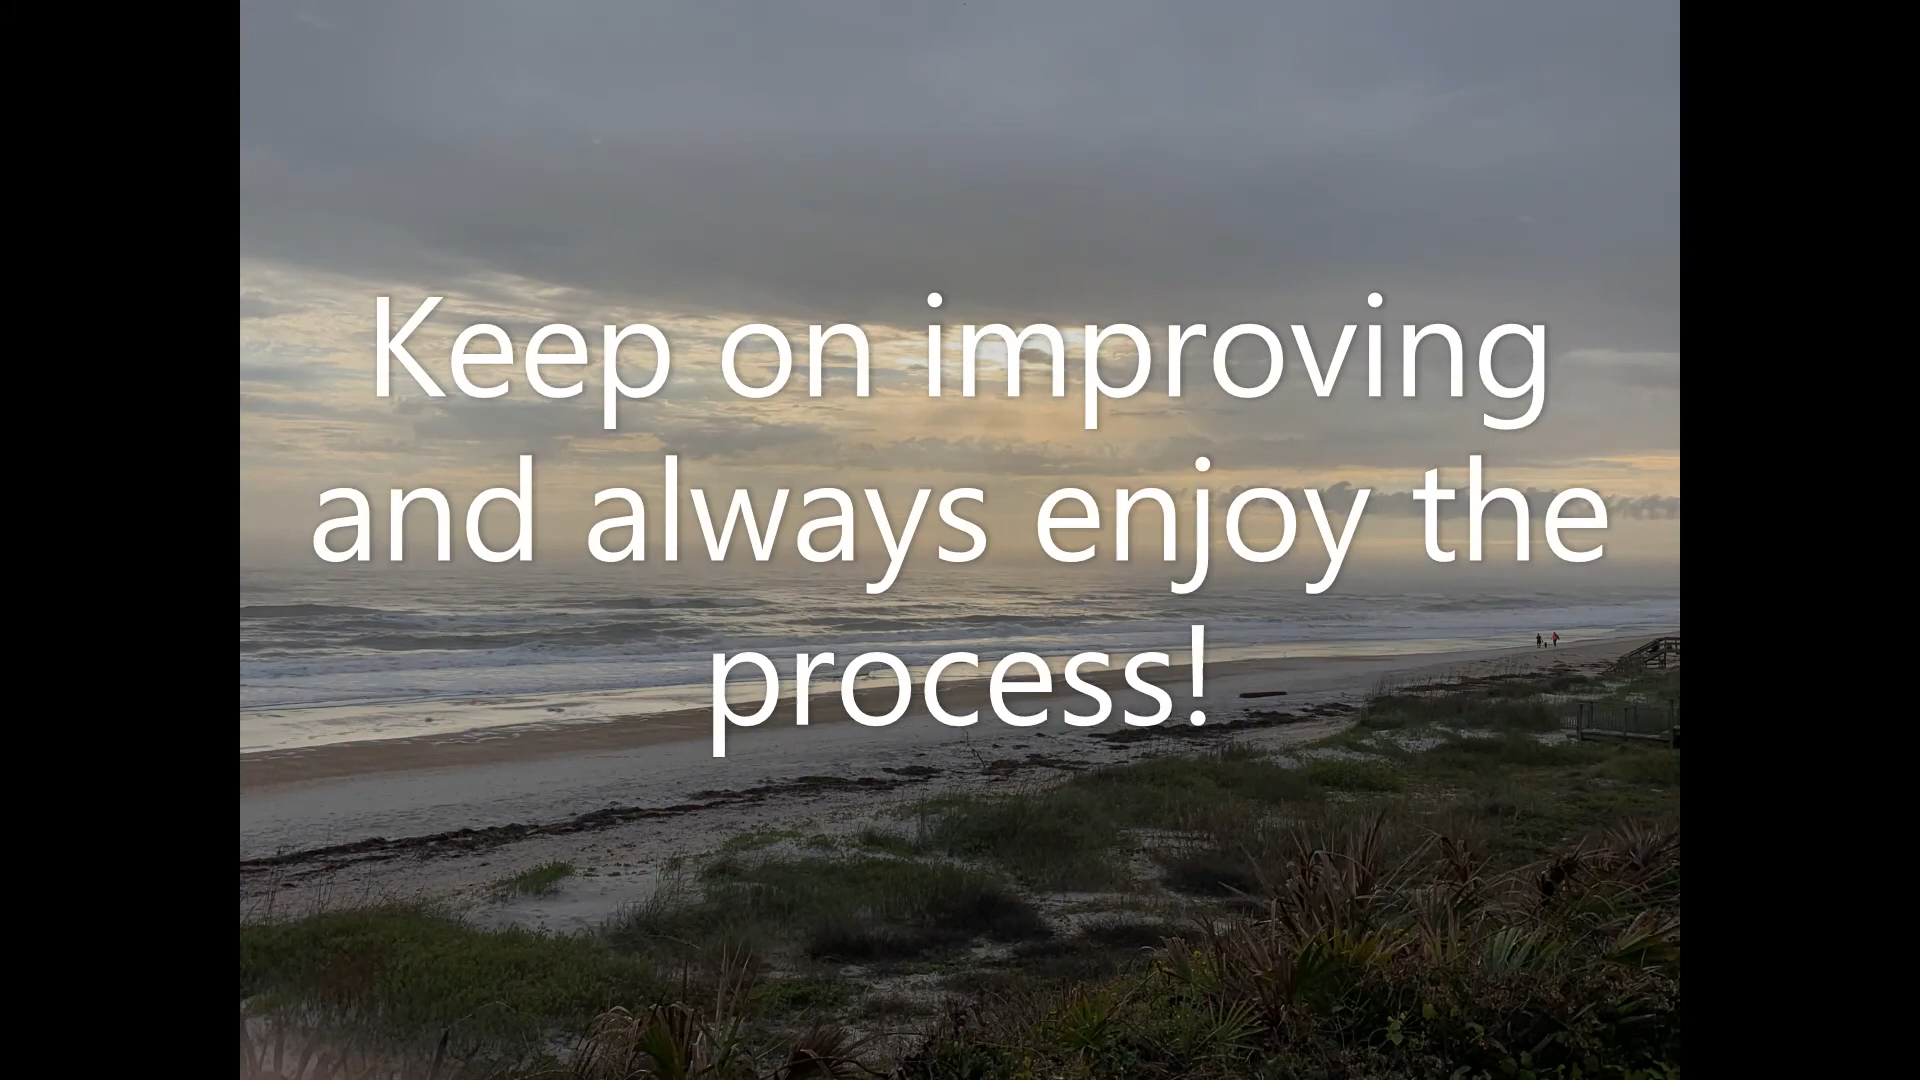 Keep on improving
and always enjoy the
process!